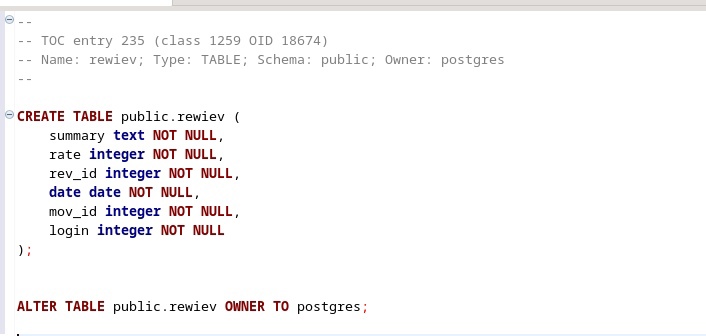 --
-- TOC entry 235 (class 1259 OID 18674)
-- Name: rewiev; Type: TABLE; Schema: public; Owner: postgres
--
CREATE TABLE public.rewiev (
    summary text NOT NULL,
    rate integer NOT NULL,
    rev_id integer NOT NULL,
    date date NOT NULL,
    mov_id integer NOT NULL,
    login integer NOT NULL
);
ALTER TABLE public.rewiev OWNER TO postgres;